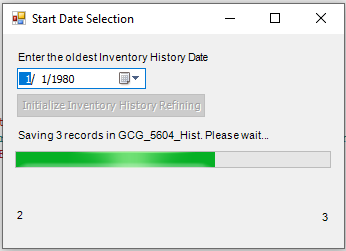 Start Date Selection
Enter the oldest Inventory History Date
1/ 1/1980
Initialize Inventory History Refining
Saving 3 records in GCG_5604_Hist. Please wait...
2 3